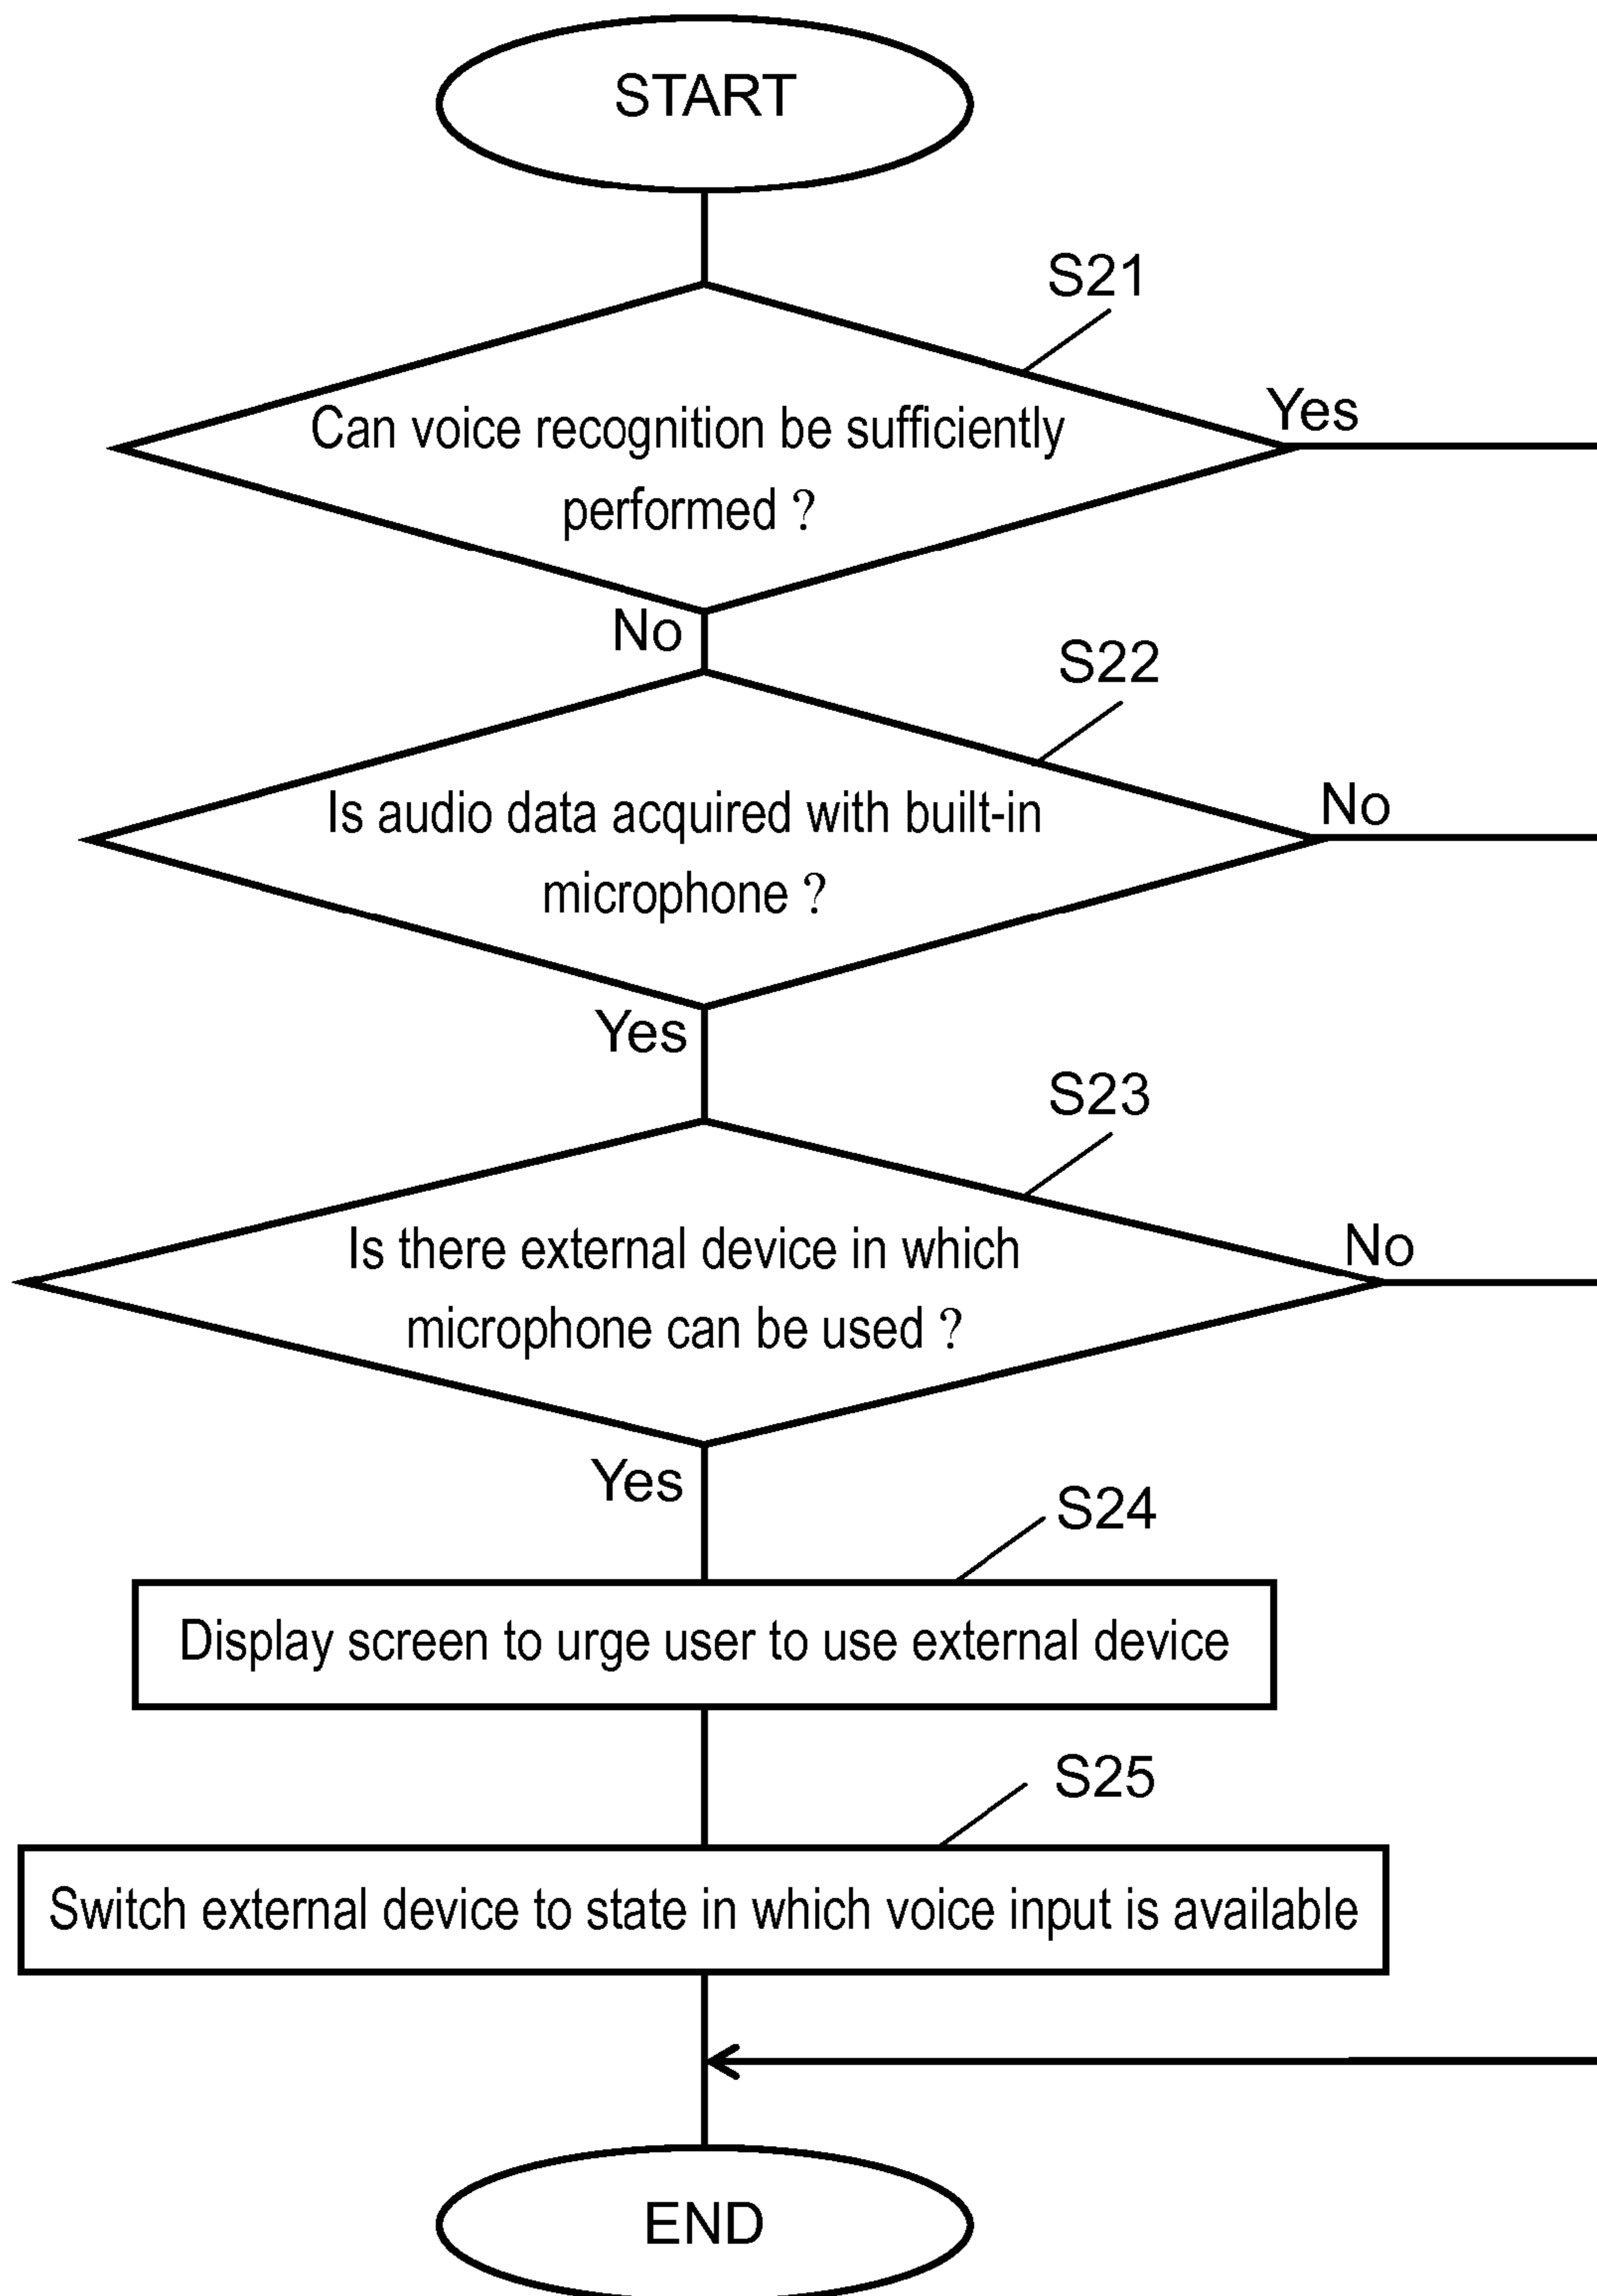 START
S21
Yes
Can voice recognition be sufficiently
performed ?
No
S22
No
Is audio data acquired with built-in
microphone ?
Yes
S23
No
Is there external device in which
microphone can be used ?
Yes
S24
Display screen to urge user to use external device
S25
Switch external device to state in which voice input is available
END